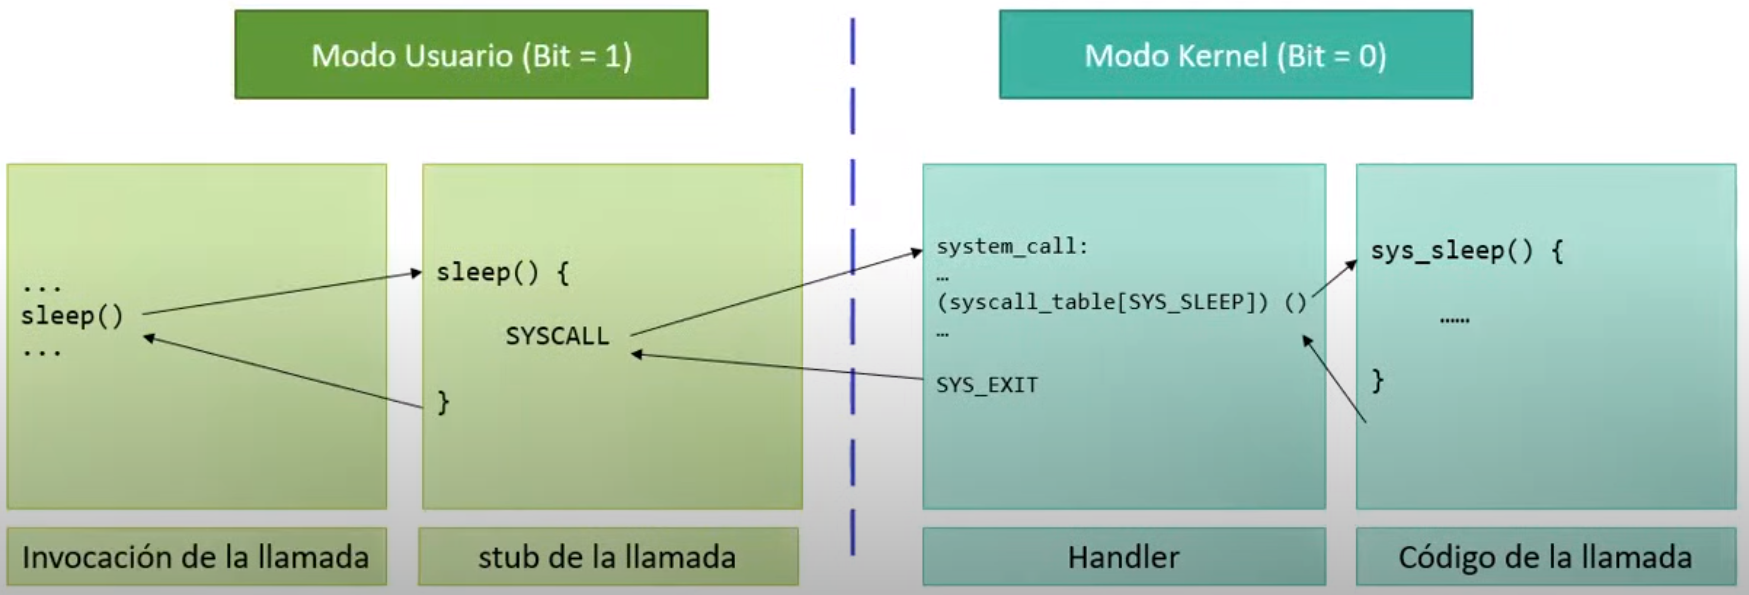 Modo Usuario (Bit = 1)
Modo Kernel (Bit = 0)
...
sleep()
...
sleep() {
SYSCALL
}
system_call:
…
(syscall_table[SYS_SLEEP]) ()
…
SYS_EXIT
sys_sleep() {
……
}
Invocación de la llamada
stub de la llamada
Handler
Código de la llamada